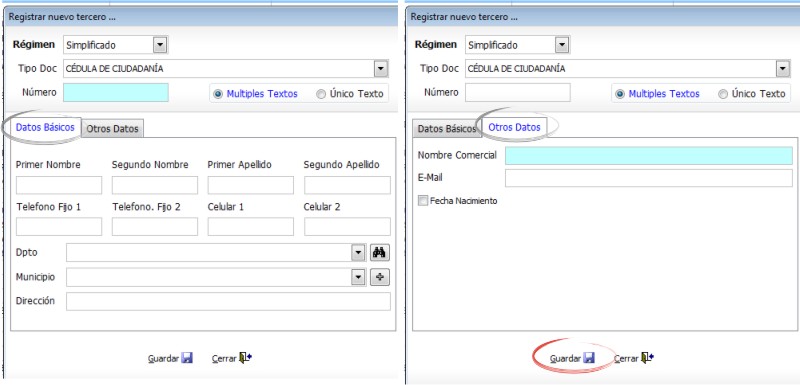 Registrar nuevo tercero ...
Régimen Simplificado
Tipo Doc CÉDULA DE CIUDADANÍA
Número Multiples Textos Único Texto
Datos Básicos Otros Datos
Primer Nombre Segundo Nombre Primer Apellido Segundo Apellido
Telefono Fijo 1 Telefono. Fijo 2 Celular 1 Celular 2
Dpto
Municipio
Dirección
Guardar Cerrar
Registrar nuevo tercero ...
Régimen Simplificado
Tipo Doc CÉDULA DE CIUDADANÍA
Número Multiples Textos Único Texto
Datos Básicos Otros Datos
Nombre Comercial
E-Mail
Fecha Nacimiento
Guardar Cerrar